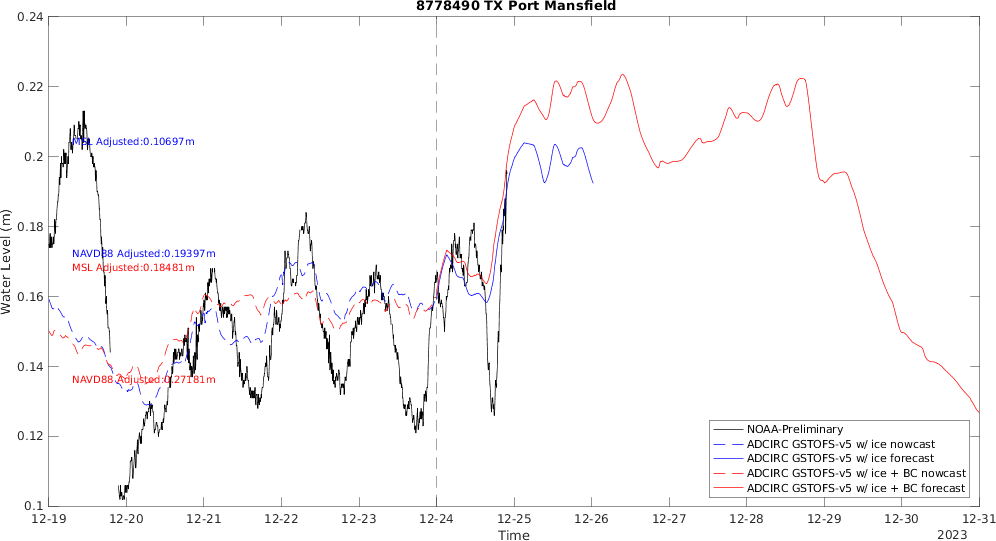 8778490 TX Port Mansfield
0.24
0.22
0.2
0.18
0.16
0.14
0.12
0.1
Water Level (m)
MSL Adjusted:0.10697m
NAVD88 Adjusted:0.19397m
MSL Adjusted:0.18481m
NAVD88 Adjusted:0.27181m
NOAA-Preliminary
ADCIRC GSTOFS-v5 w/ ice nowcast
ADCIRC GSTOFS-v5 w/ ice forecast
ADCIRC GSTOFS-v5 w/ ice + BC nowcast
ADCIRC GSTOFS-v5 w/ ice + BC forecast
12-19 12-20 12-21 12-22 12-23 12-24 12-25 12-26 12-27 12-28 12-29 12-30 12-31
Time
2023